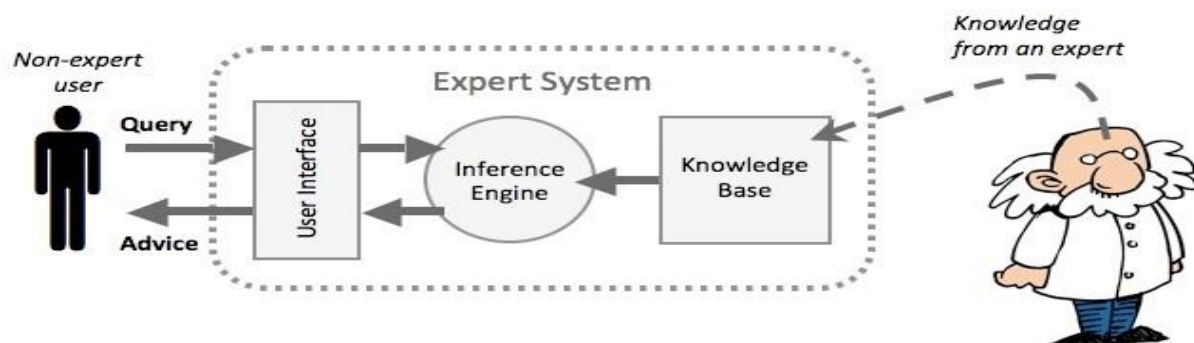 Knowledge
from an expert
Non-expert
user
Expert System
Query
User Interface
Inference
Engine
Knowledge
Base
Advice